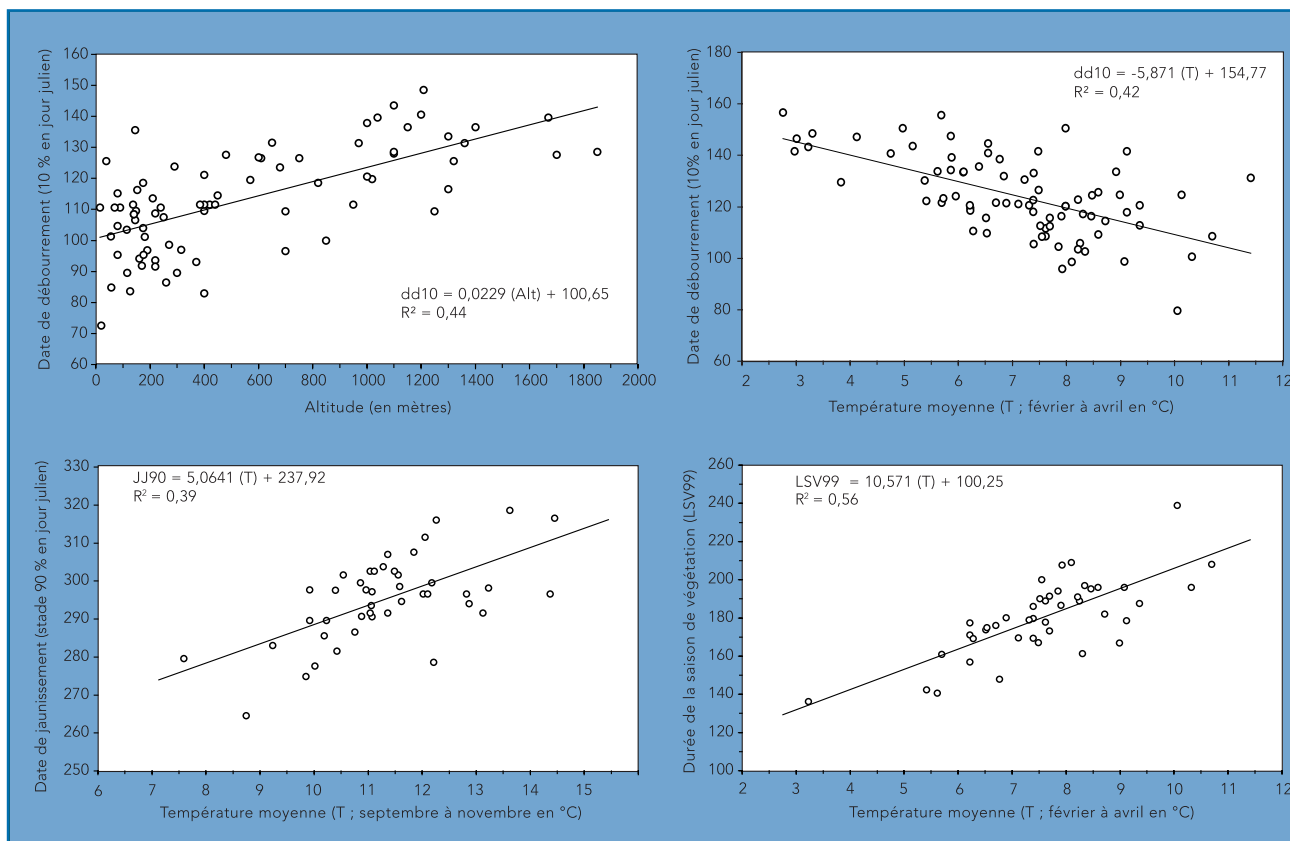 Date de débourrement (10 % en jour julien)
160
150
140
130
120
110
100
90
80
70
60
dd10 = 0,0229 (Alt) + 100,65
R² = 0,44
0 200 400 600 800 1000 1200 1400 1600 1800 2000
Altitude (en mètres)
Date de débourrement (10% en jour julien)
180
160
140
120
100
80
60
dd10 = -5,871 (T) + 154,77
R² = 0,42
2 3 4 5 6 7 8 9 10 11 12
Température moyenne (T ; février à avril en °C)
Date de jaunissement (stade 90 % en jour julien)
330
320
310
300
290
280
270
250
JJ90 = 5,0641 (T) + 237,92
R² = 0,39
6 7 8 9 10 11 12 13 14 15
Température moyenne (T ; septembre à novembre en °C)
Durée de la saison de végétation (LSV99)
260
240
220
200
180
160
140
120
100
LSV99 = 10,571 (T) + 100,25
R² = 0,56
2 3 4 5 6 7 8 9 10 11 12
Température moyenne (T ; février à avril en °C)